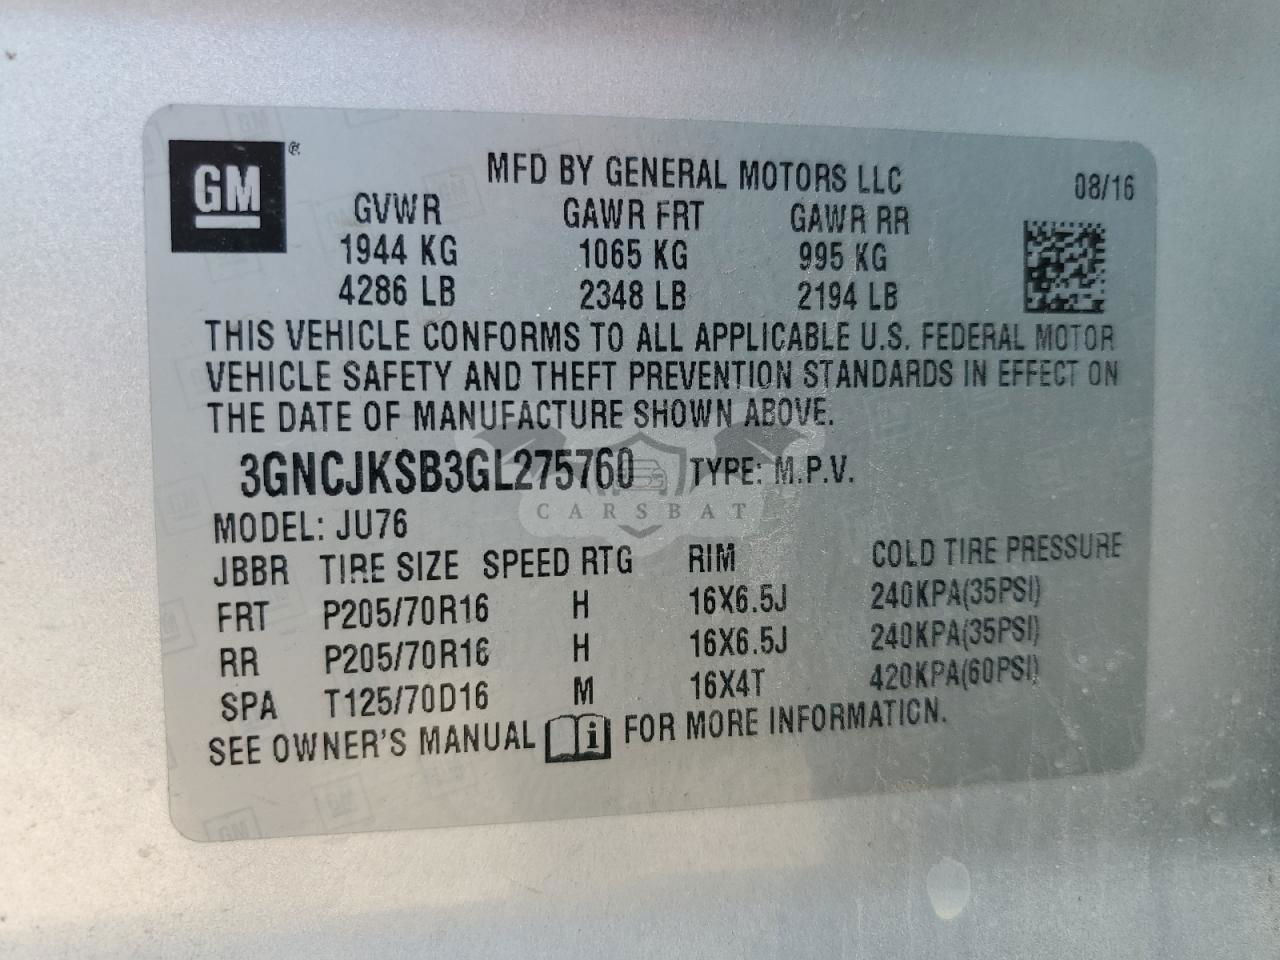 GM
MFD BY GENERAL MOTORS LLC 08/16
GVWR GAWR FRT GAWR RR
1944 KG 1065 KG 995 KG
4286 LB 2348 LB 2194 LB
THIS VEHICLE CONFORMS TO ALL APPLICABLE U.S. FEDERAL MOTOR
VEHICLE SAFETY AND THEFT PREVENTION STANDARDS IN EFFECT ON
THE DATE OF MANUFACTURE SHOWN ABOVE.
3GNCJKSB3GL275760 TYPE: M.P.V.
CARSBAT
MODEL: JU76
JBBR TIRE SIZE SPEED RTG RIM COLD TIRE PRESSURE
FRT P205/70R16 H 16X6.5J 240KPA(35PSI)
RR P205/70R16 H 16X6.5J 240KPA(35PSI)
SPA T125/70D16 M 16X4T 420KPA(60PSI)
SEE OWNER'S MANUAL i FOR MORE INFORMATION.